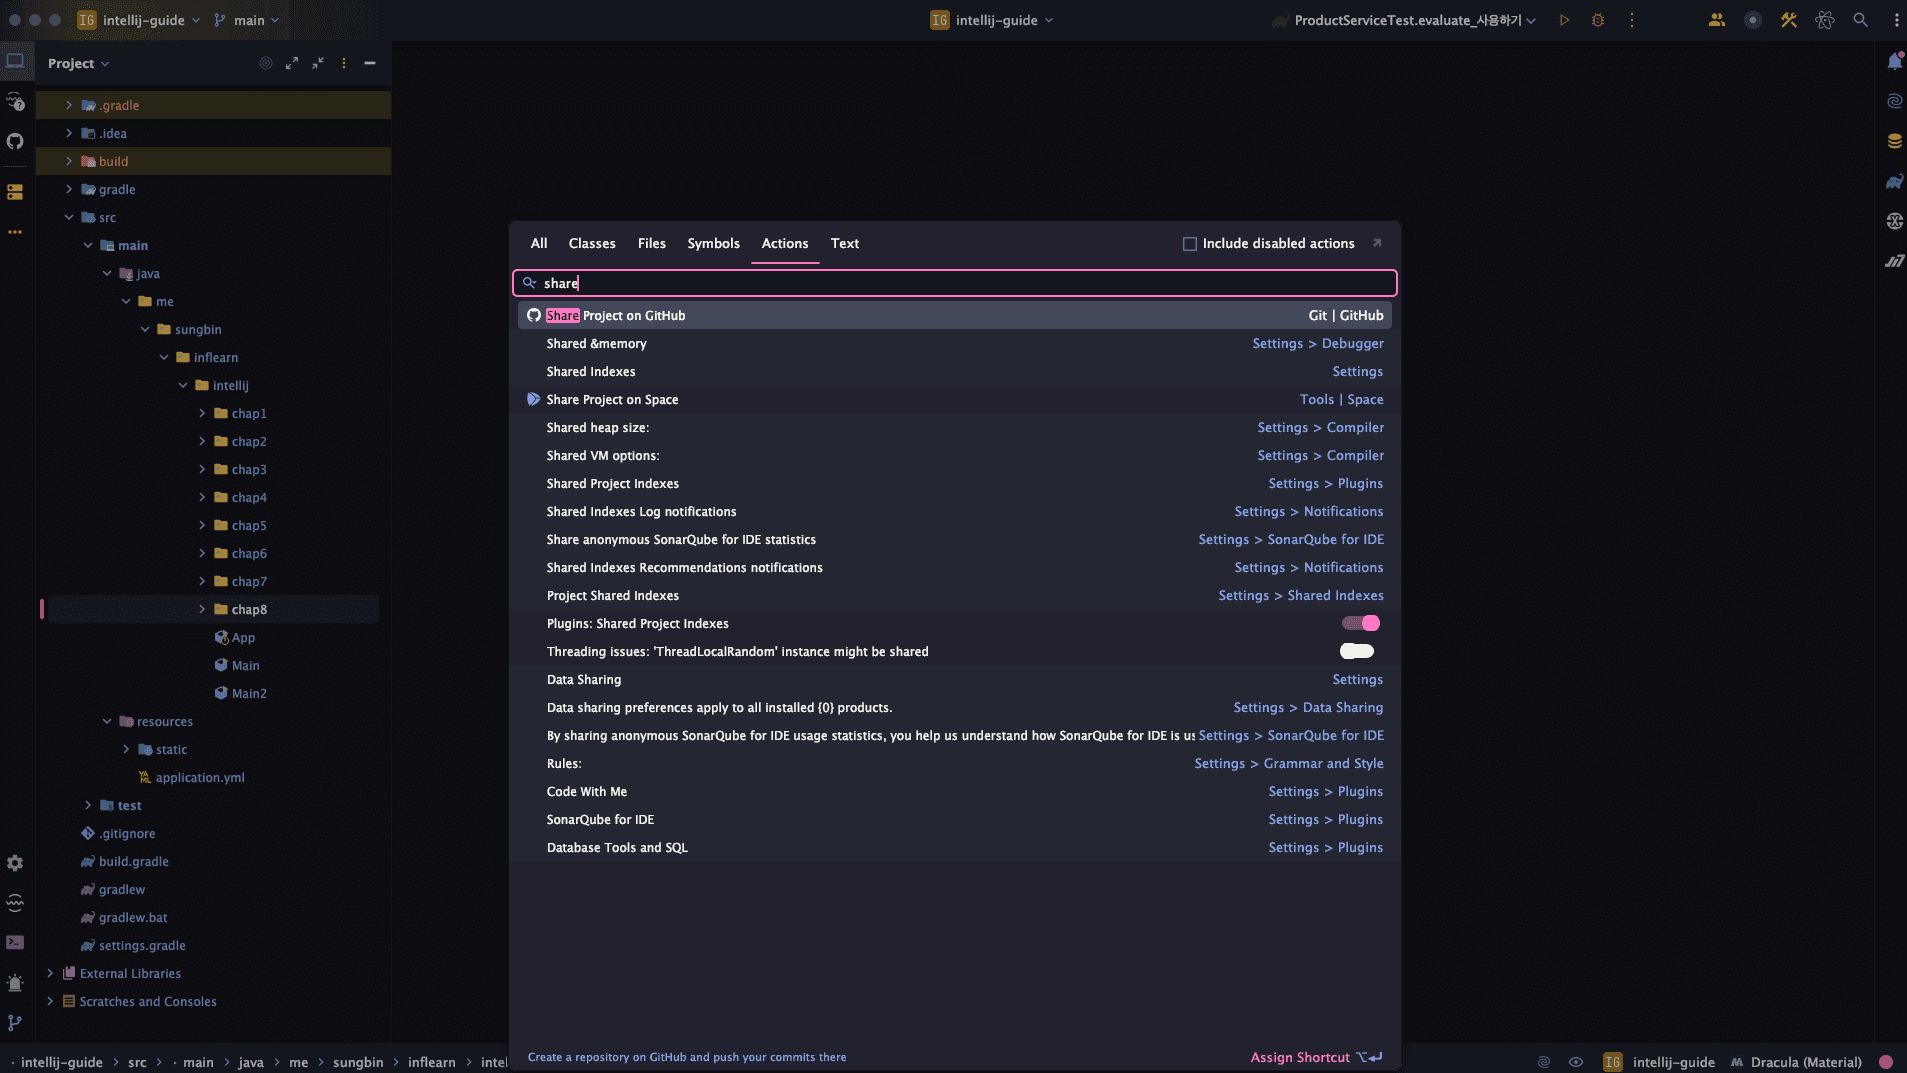 IG intellij-guide main
IG intellij-guide
ProductServiceTest.evaluate_사용하기
Project
.gradle
.idea
build
gradle
src
main
java
me
sungbin
inflearn
intellij
chap1
chap2
chap3
chap4
chap5
chap6
chap7
chap8
App
Main
Main2
resources
static
application.yml
test
.gitignore
build.gradle
gradlew
gradlew.bat
settings.gradle
External Libraries
Scratches and Consoles
All Classes Files Symbols Actions Text Include disabled actions
share
Share Project on GitHub Git | GitHub
Shared &memory Settings > Debugger
Shared Indexes Settings
Share Project on Space Tools | Space
Shared heap size: Settings > Compiler
Shared VM options: Settings > Compiler
Shared Project Indexes Settings > Plugins
Shared Indexes Log notifications Settings > Notifications
Share anonymous SonarQube for IDE statistics Settings > SonarQube for IDE
Shared Indexes Recommendations notifications Settings > Notifications
Project Shared Indexes Settings > Shared Indexes
Plugins: Shared Project Indexes
Threading issues: 'ThreadLocalRandom' instance might be shared
Data Sharing Settings
Data sharing preferences apply to all installed {0} products. Settings > Data Sharing
By sharing anonymous SonarQube for IDE usage statistics, you help us understand how SonarQube for IDE is us Settings > SonarQube for IDE
Rules: Settings > Grammar and Style
Code With Me Settings > Plugins
SonarQube for IDE Settings > Plugins
Database Tools and SQL Settings > Plugins
Create a repository on GitHub and push your commits there Assign Shortcut ⌥↵
intellij-guide > src > main > java > me > sungbin > inflearn > intel
IG intellij-guide Dracula (Material)